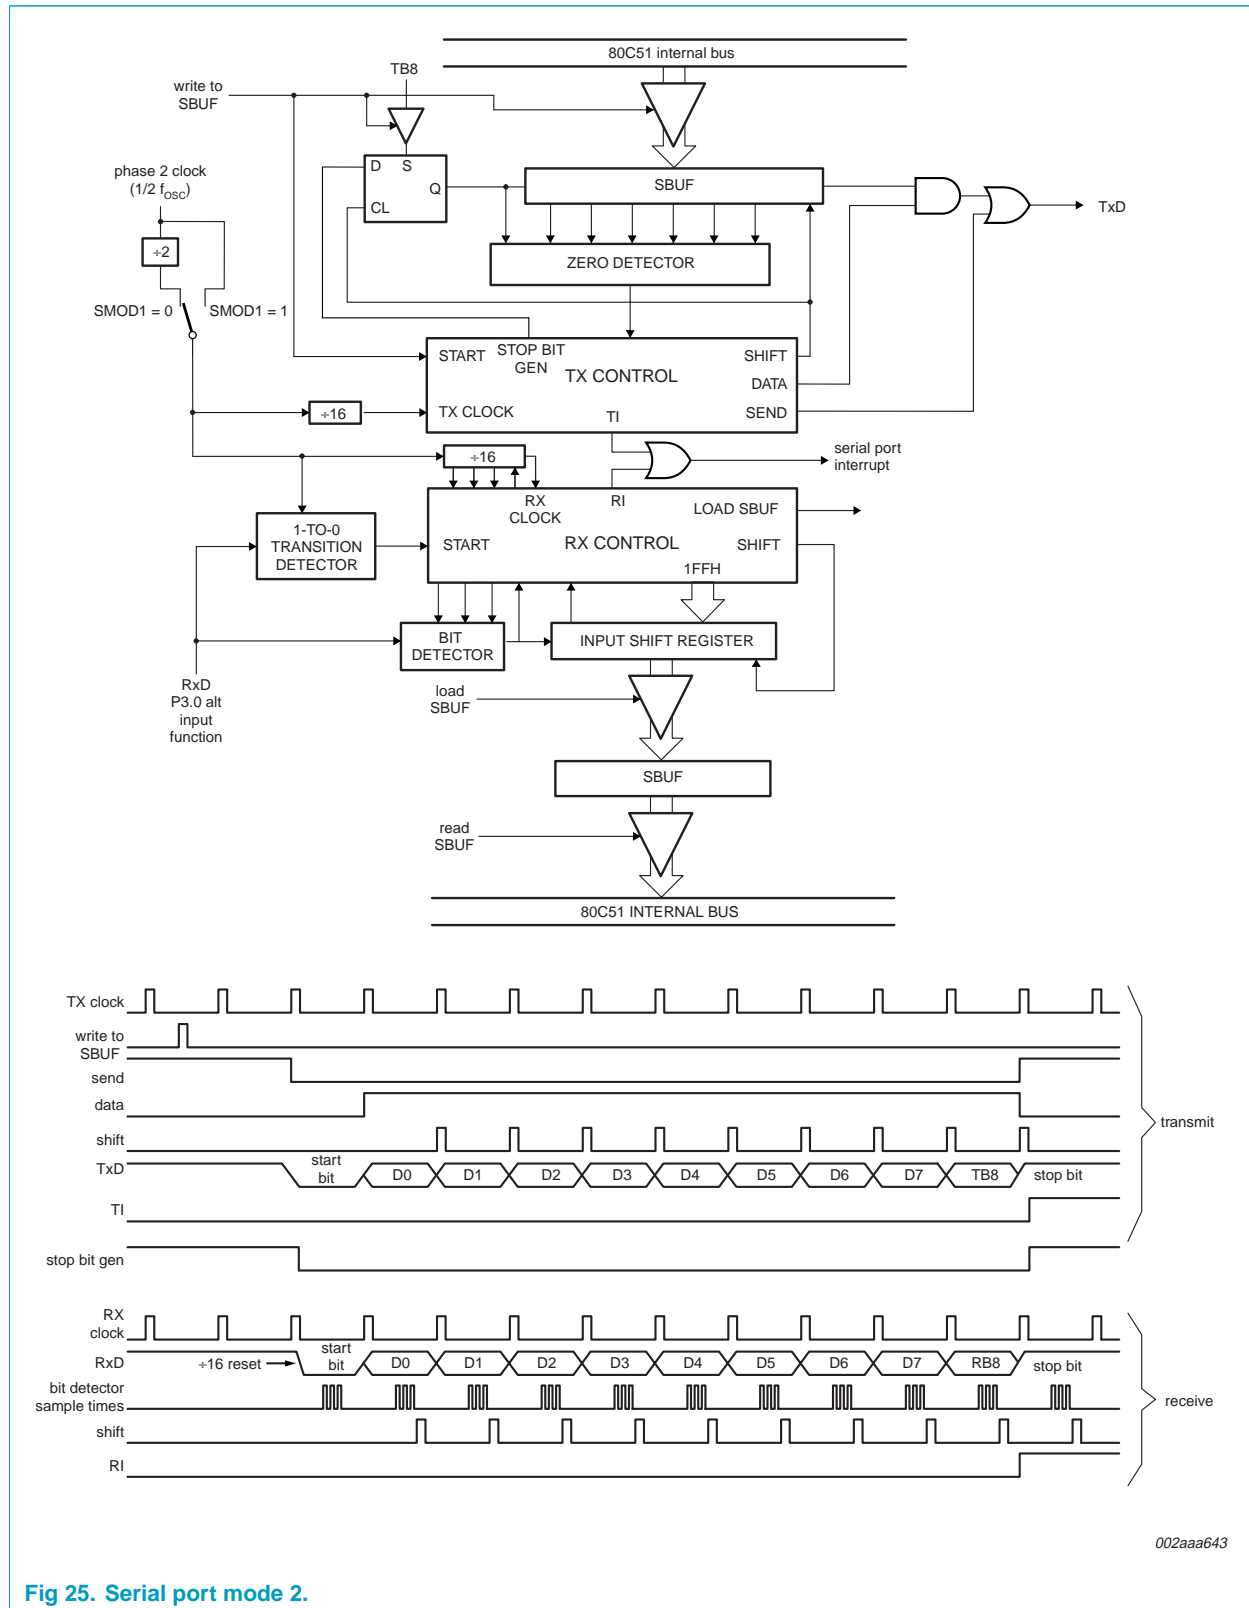 80C51 internal bus
TB8
write to
SBUF
D
S
Q
CL
SBUF
phase 2 clock
(1/2 fOSC)
÷2
TxD
ZERO DETECTOR
SMOD1 = 0
SMOD1 = 1
START
STOP BIT
GEN
TX CONTROL
SHIFT
DATA
÷16
TX CLOCK
TI
SEND
serial port
interrupt
÷16
RX
CLOCK
RI
LOAD SBUF
1-TO-0
TRANSITION
DETECTOR
START
RX CONTROL
SHIFT
1FFH
BIT
DETECTOR
INPUT SHIFT REGISTER
RxD
P3.0 alt
input
function
load
SBUF
SBUF
read
SBUF
80C51 INTERNAL BUS
TX clock
write to
SBUF
send
data
shift
transmit
TxD
start
bit
D0
D1
D2
D3
D4
D5
D6
D7
TB8
stop bit
TI
stop bit gen
RX
clock
RxD
÷16 reset
start
bit
D0
D1
D2
D3
D4
D5
D6
D7
RB8
stop bit
bit detector
sample times
receive
shift
RI
002aaa643
Fig 25. Serial port mode 2.